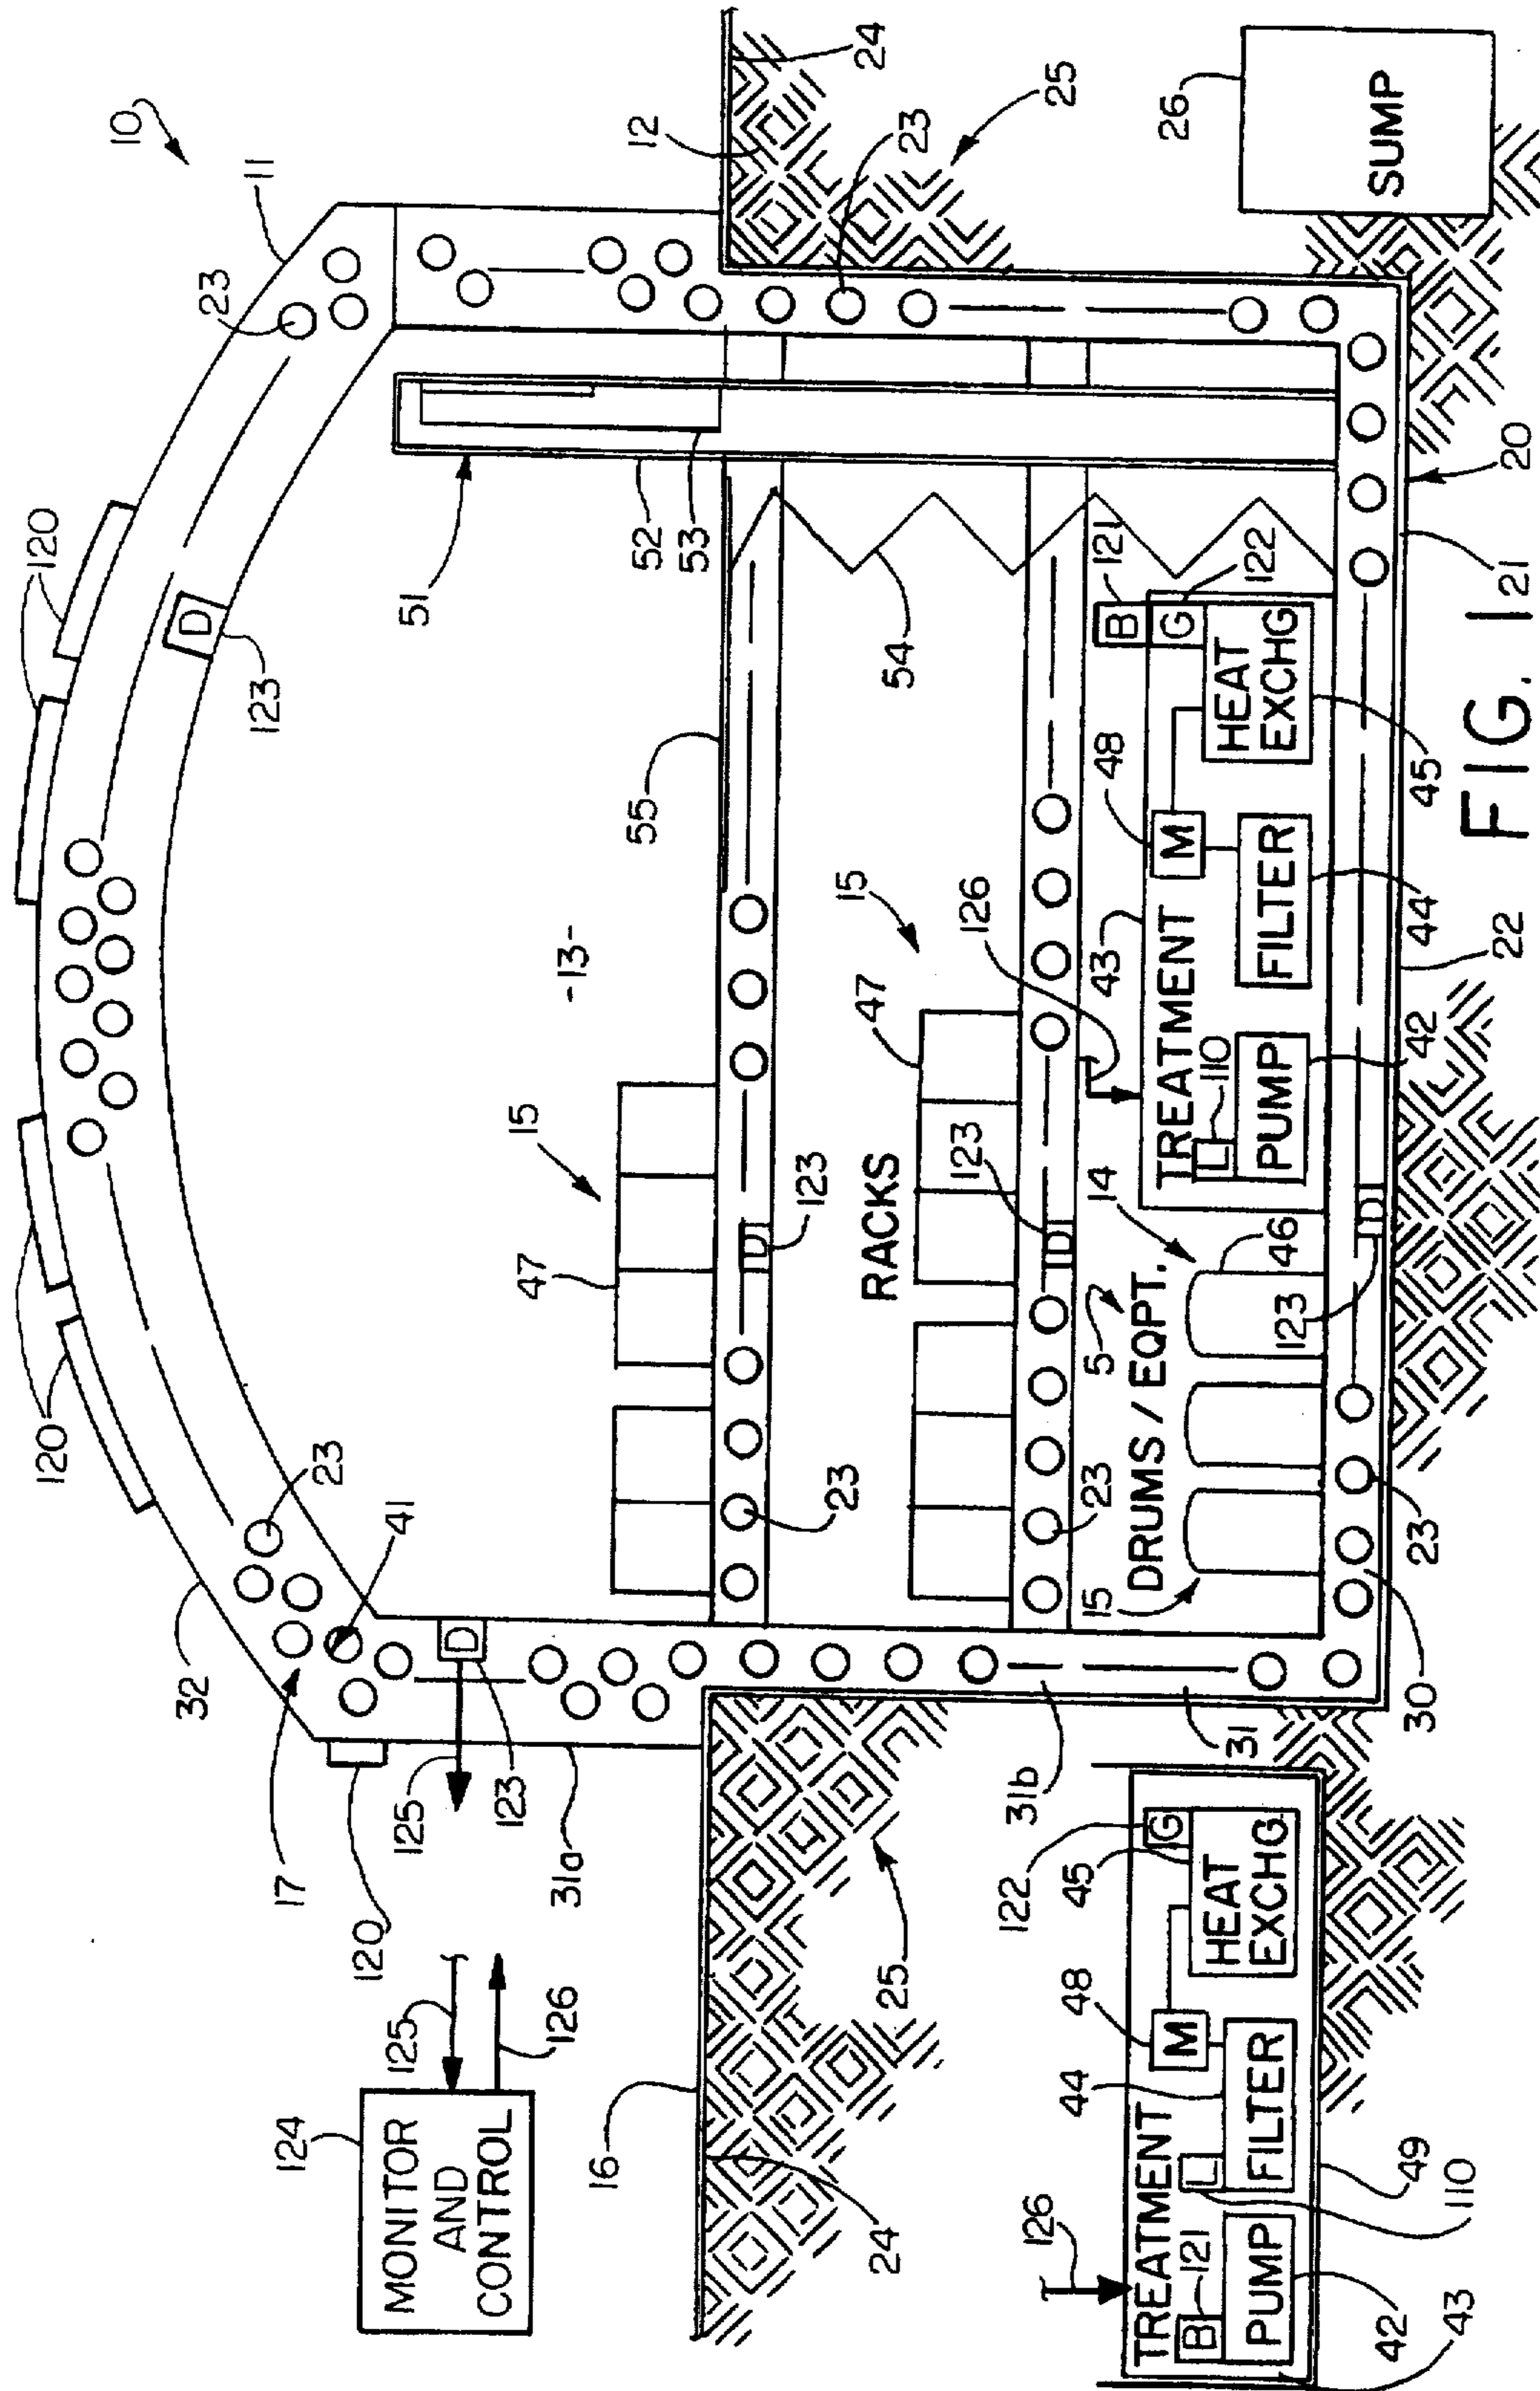 120
120
10
11
23
32
123
17
23
124
120
41
MONITOR
AND
CONTROL
125
125
51
123
126
31a
47
15
-13-
16
55
52
53
12
24
123
23
RACKS
47
15
54
23
24
25
126
123
25
122
31b
126
45
48
44
23
5
14
43
48
121
122
15
DRUMS / EQPT.
TREATMENT
110
M
B
G
HEAT
EXCHG
PUMP
FILTER
46
123
D
D
D
D
D
26
SUMP
TREATMENT
121
B
L
M
G
HEAT
EXCHG
PUMP
FILTER
L
31
42
43
49
110
30
23
42
22
44
45
21
20
FIG. 1